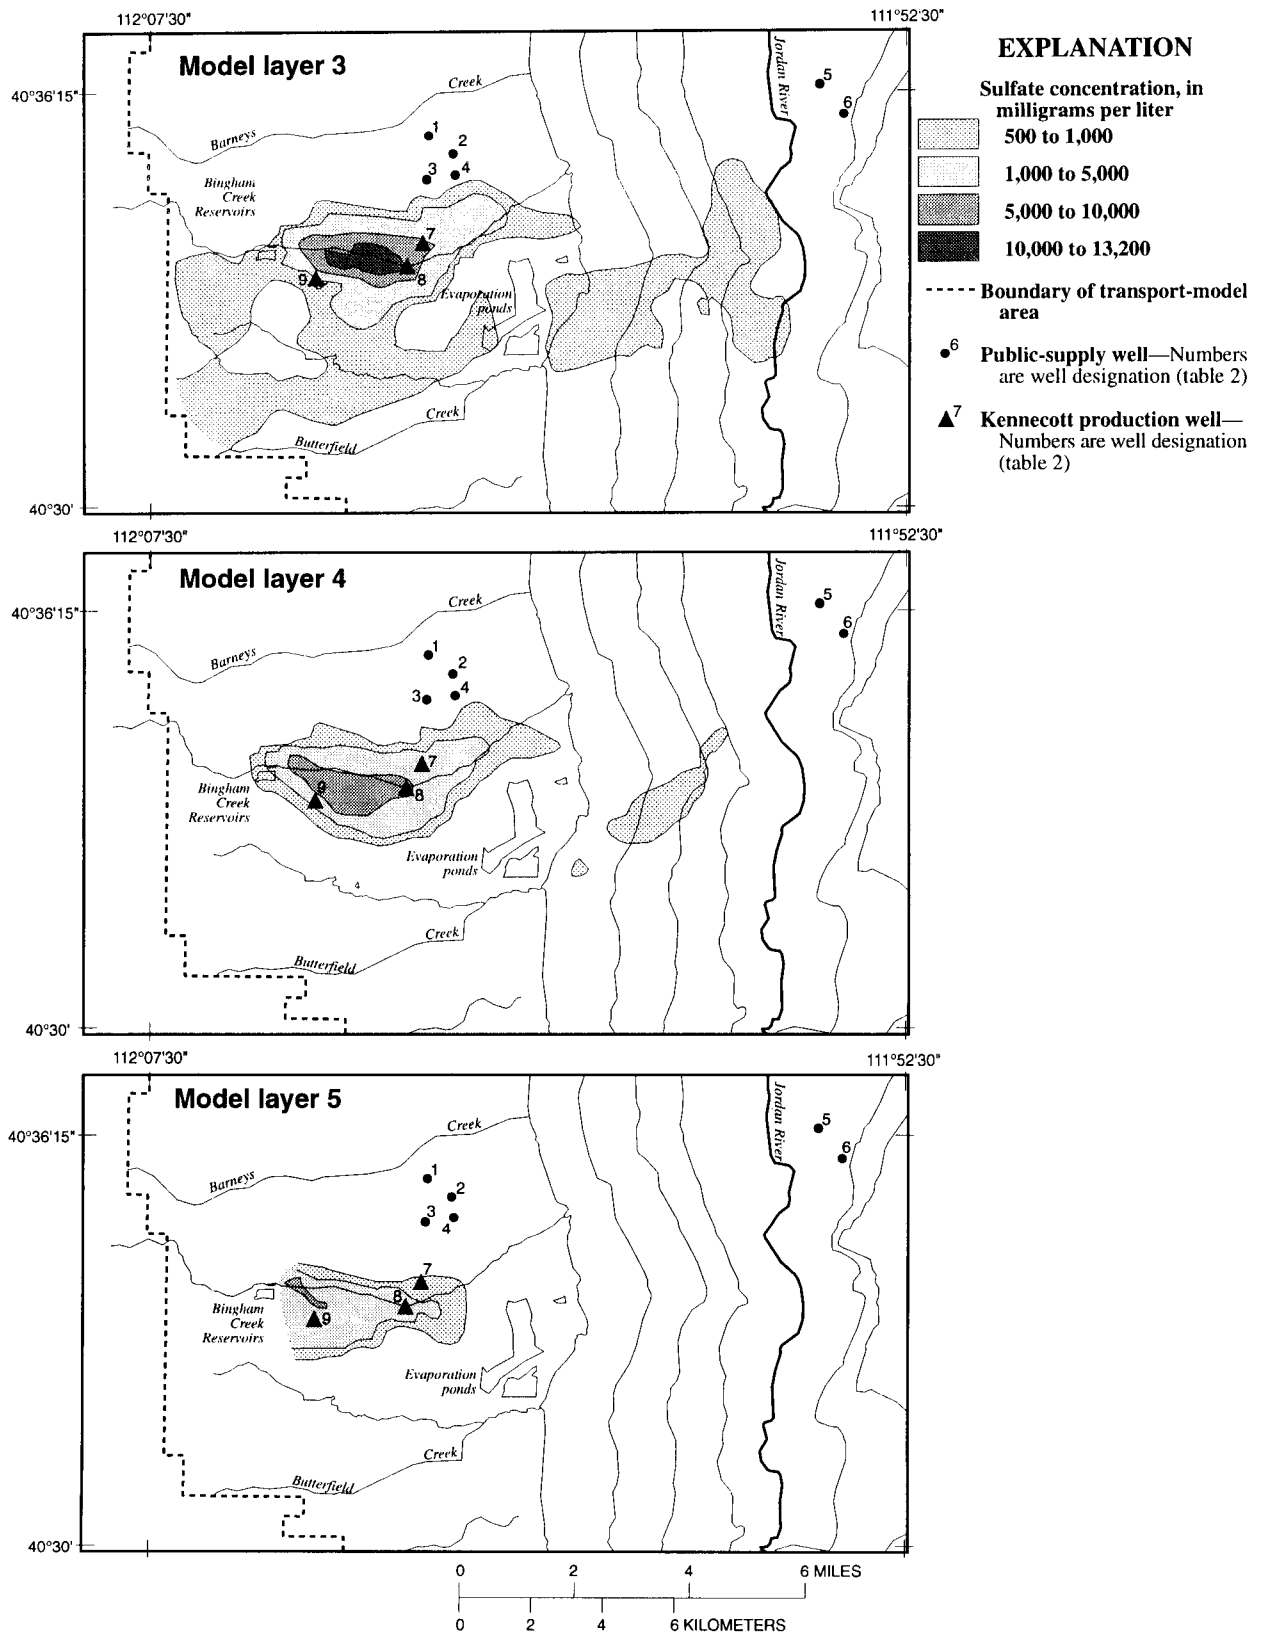 112°07'30"
111°52'30"
Model layer 3
40°36'15"
Barneys
Creek
Jordan River
1
2
3
4
5
6
Bingham
Creek
Reservoirs
7
8
9
Evaporation
ponds
Creek
Butterfield
40°30'
EXPLANATION
Sulfate concentration, in
milligrams per liter
500 to 1,000
1,000 to 5,000
5,000 to 10,000
10,000 to 13,200
Boundary of transport-model
area
6
Public-supply well—Numbers
are well designation (table 2)
7
Kennecott production well—
Numbers are well designation
(table 2)
112°07'30"
111°52'30"
Model layer 4
40°36'15"
Barneys
Creek
Jordan River
1
2
3
4
5
6
7
8
9
Bingham
Creek
Reservoirs
Evaporation
ponds
4
Creek
Butterfield
40°30'
112°07'30"
111°52'30"
Model layer 5
40°36'15"
Barneys
Creek
Jordan River
1
2
3
4
5
6
7
8
9
Bingham
Creek
Reservoirs
Evaporation
ponds
Creek
Butterfield
40°30'
0 2 4 6 MILES
0 2 4 6 KILOMETERS